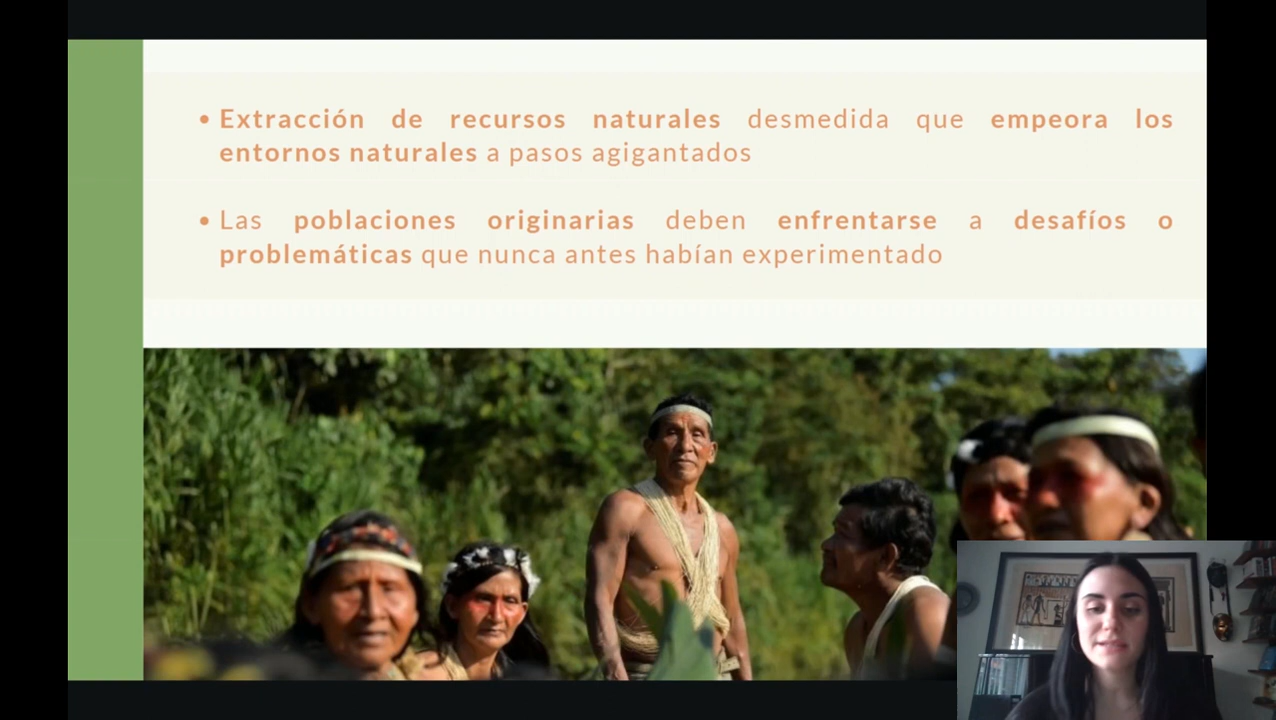 • Extracción de recursos naturales desmedida que empeora los
entornos naturales a pasos agigantados
• Las poblaciones originarias deben enfrentarse a desafíos o
problemáticas que nunca antes habían experimentado